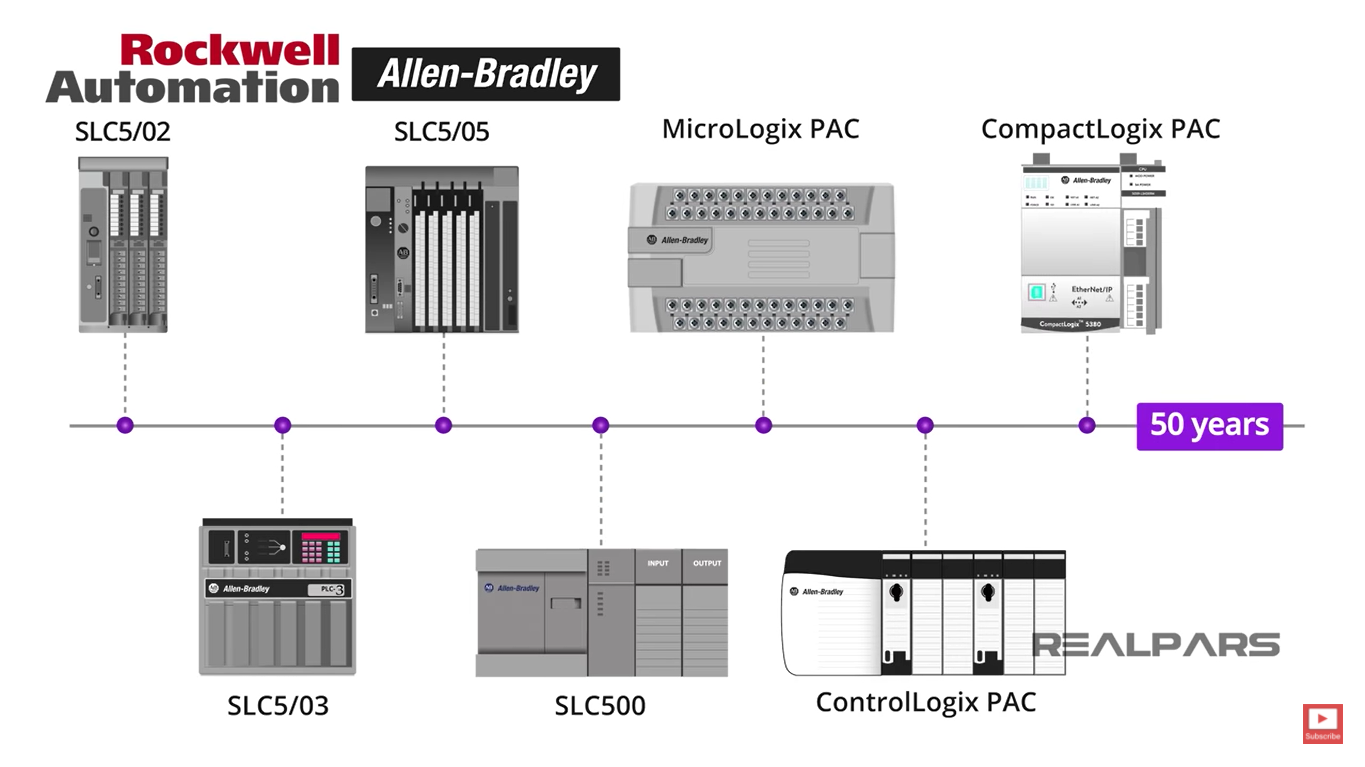 Rockwell
Automation
Allen-Bradley
SLC5/02
SLC5/05
MicroLogix PAC
CompactLogix PAC
Allen-Bradley
Allen-Bradley
CPU
EtherNet/IP
CompactLogix™ 5380
50 years
Allen-Bradley
PLC-3
Allen-Bradley
INPUT
OUTPUT
Allen-Bradley
REALPARS
SLC5/03
SLC500
ControlLogix PAC
Subscribe